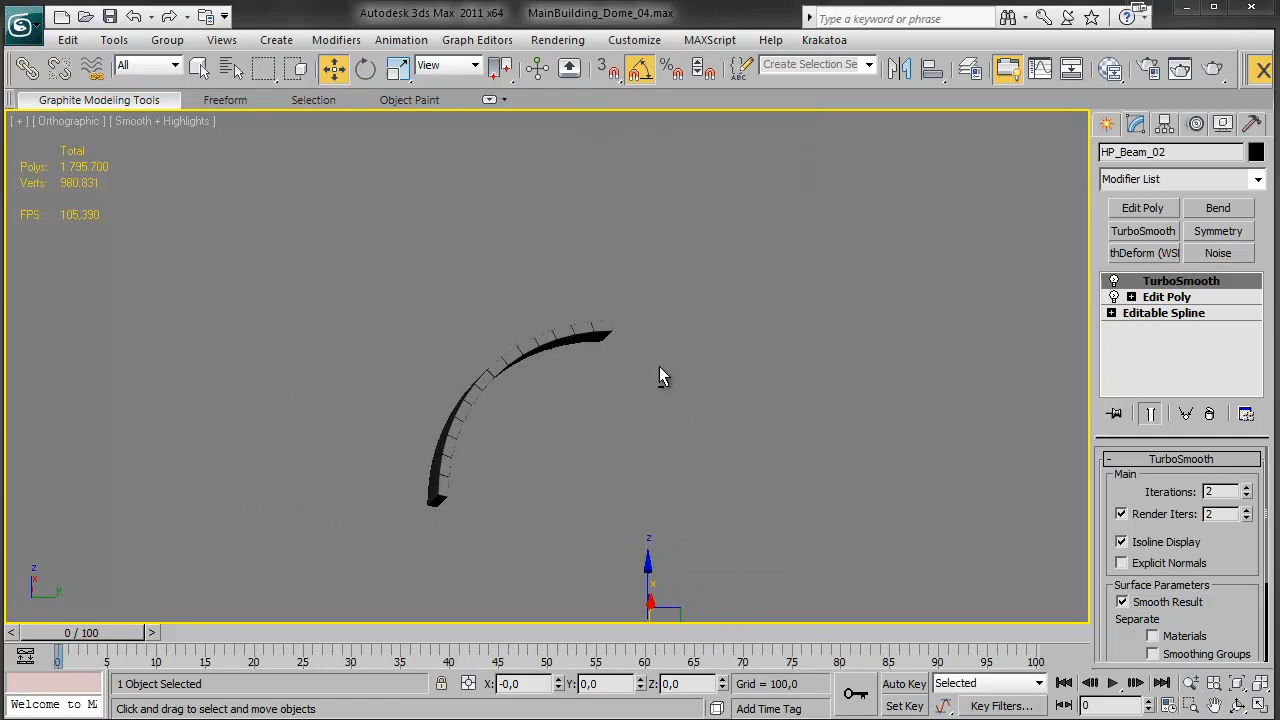 Autodesk 3ds Max 2011 x64 MainBuilding_Dome_04.max
Type a keyword or phrase
Edit Tools Group Views Create Modifiers Animation Graph Editors Rendering Customize MAXScript Help Krakatoa
All View 3 Create Selection Se
Graphite Modeling Tools Freeform Selection Object Paint
[ + ] [ Orthographic ] [ Smooth + Highlights ]
Total
Polys: 1.795.700
Verts: 980.831
FPS: 105,390
HP_Beam_02
Modifier List
Edit Poly Bend
TurboSmooth Symmetry
thDeform (WSI Noise
TurboSmooth
Edit Poly
Editable Spline
TurboSmooth
Main
Iterations: 2
Render Iters: 2
Isoline Display
Explicit Normals
Surface Parameters
Smooth Result
Separate
Materials
Smoothing Groups
z
x
z
x
y
< 0 / 100 >
0 5 10 15 20 25 30 35 40 45 50 55 60 65 70 75 80 85 90 95 100
1 Object Selected X: -0,0 Y: 0,0 Z: 0,0 Grid = 100,0 Auto Key Selected
Welcome to MA Click and drag to select and move objects Add Time Tag Set Key Key Filters... 0